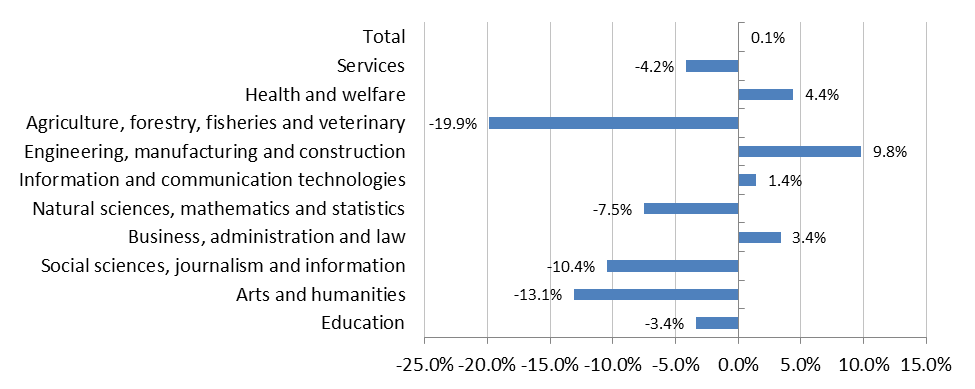 Total 0.1%
Services -4.2%
Health and welfare 4.4%
Agriculture, forestry, fisheries and veterinary -19.9%
Engineering, manufacturing and construction 9.8%
Information and communication technologies 1.4%
Natural sciences, mathematics and statistics -7.5%
Business, administration and law 3.4%
Social sciences, journalism and information -10.4%
Arts and humanities -13.1%
Education -3.4%
-25.0% -20.0% -15.0% -10.0% -5.0% 0.0% 5.0% 10.0% 15.0%